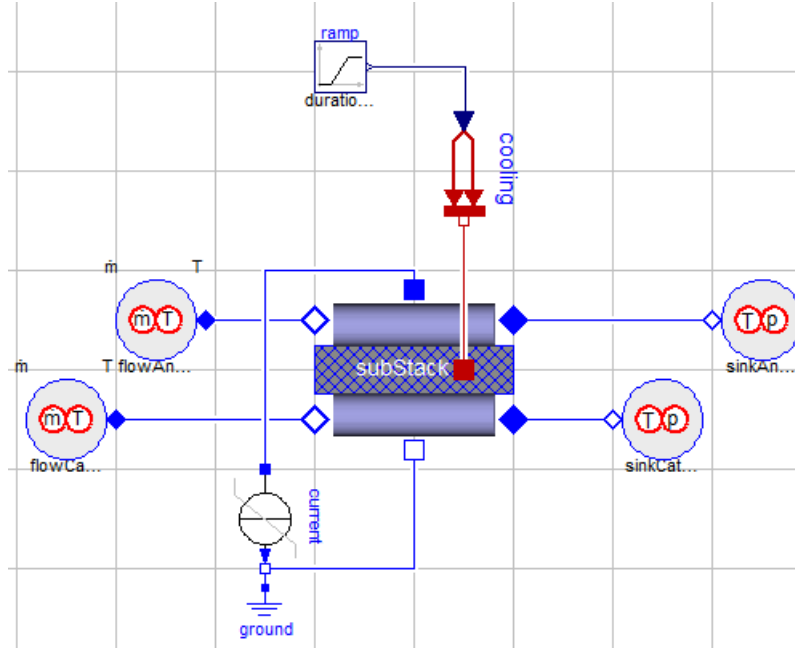 ramp
duratio...
cooling
ṁ T
ṁ T
T p
flowAn...
sinkAn...
subStack
ṁ T
ṁ T
T p
flowCa...
sinkCat...
current
ground